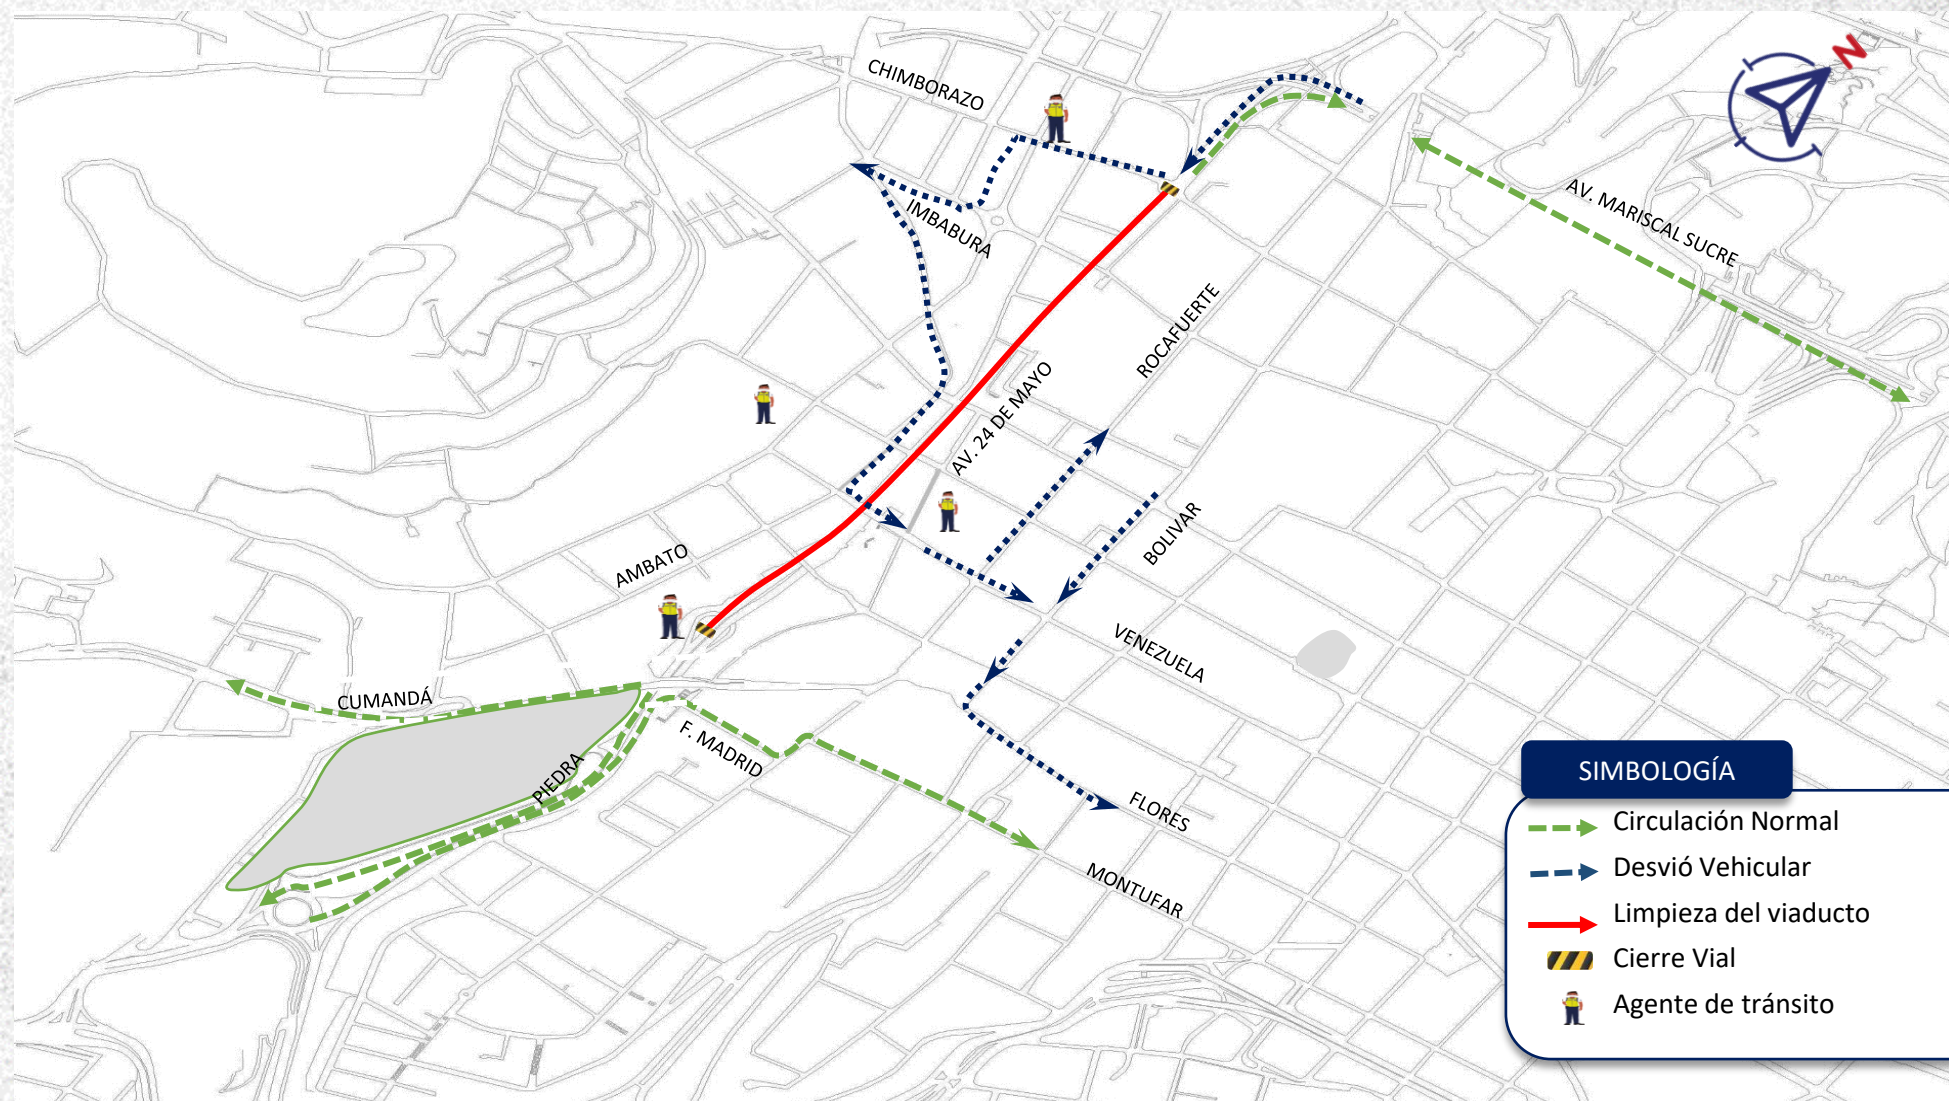 N
CHIMBORAZO
AV. MARISCAL SUCRE
IMBABURA
ROCAFUERTE
AV. 24 DE MAYO
BOLIVAR
AMBATO
VENEZUELA
CUMANDÁ
F. MADRID
PIEDRA
FLORES
MONTUFAR
SIMBOLOGÍA
Circulación Normal
Desvió Vehicular
Limpieza del viaducto
Cierre Vial
Agente de tránsito